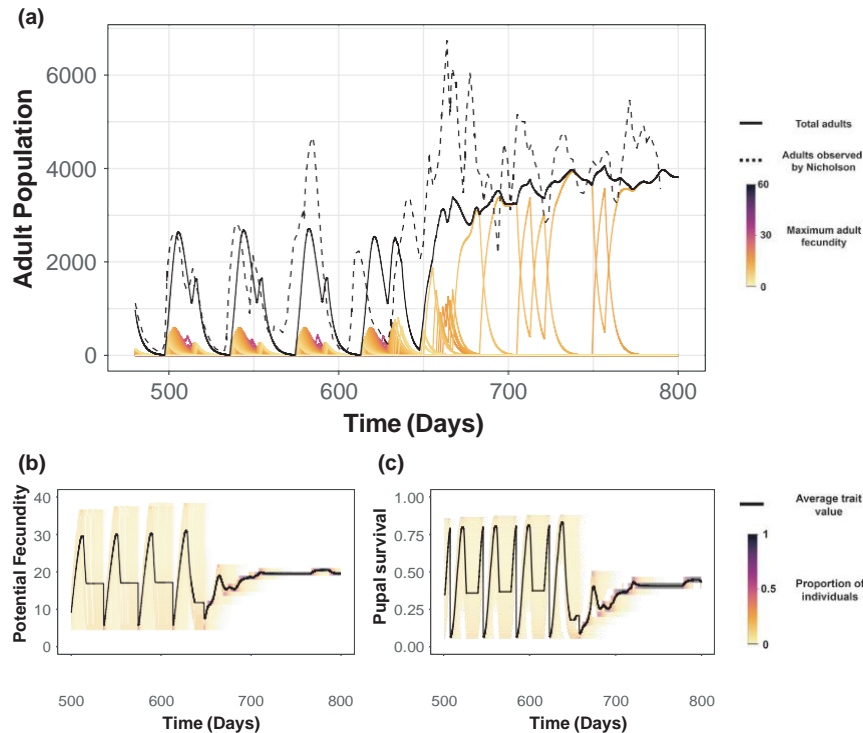 (a)
Adult Population
6000
4000
2000
0
500
600
700
800
Time (Days)
Total adults
Adults observed
by Nicholson
60
30
0
Maximum adult
fecundity
(b)
Potential Fecundity
40
30
20
10
0
500
600
700
800
Time (Days)
(c)
Pupal survival
1.00
0.75
0.50
0.25
0.00
500
600
700
800
Time (Days)
Average trait
value
1
0.5
0
Proportion of
individuals